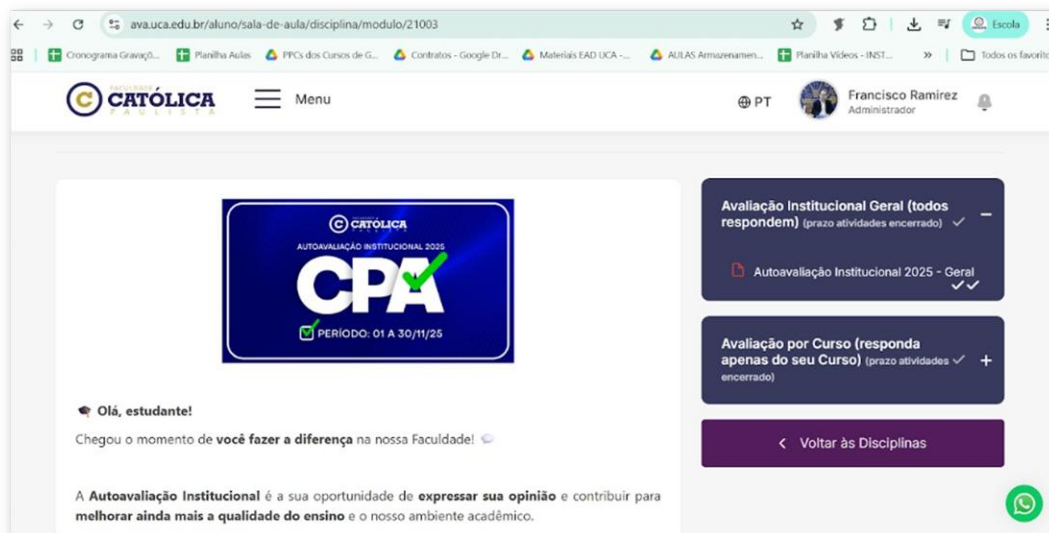 ava.uca.edu.br/aluno/sala-de-aula/disciplina/modulo/21003
Escola
Cronograma Gravaçõ...
Planilha Aulas
PPCs dos Cursos de G...
Contratos - Google Dr...
Materiais EAD UCA -...
AULAS Armazenamen...
Planilha Vídeos - INST...
»
Todos os favorito
FACULDADE
CATÓLICA
PAULISTA
Menu
PT
Francisco Ramirez
Administrador
CATÓLICA
AUTOAVALIAÇÃO INSTITUCIONAL 2025
CPA
PERÍODO: 01 A 30/11/25
Olá, estudante!
Chegou o momento de você fazer a diferença na nossa Faculdade!
A Autoavaliação Institucional é a sua oportunidade de expressar sua opinião e contribuir para
melhorar ainda mais a qualidade do ensino e o nosso ambiente acadêmico.
Avaliação Institucional Geral (todos
respondem) (prazo atividades encerrado)
Autoavaliação Institucional 2025 - Geral
Avaliação por Curso (responda
apenas do seu Curso) (prazo atividades
encerrado)
Voltar às Disciplinas